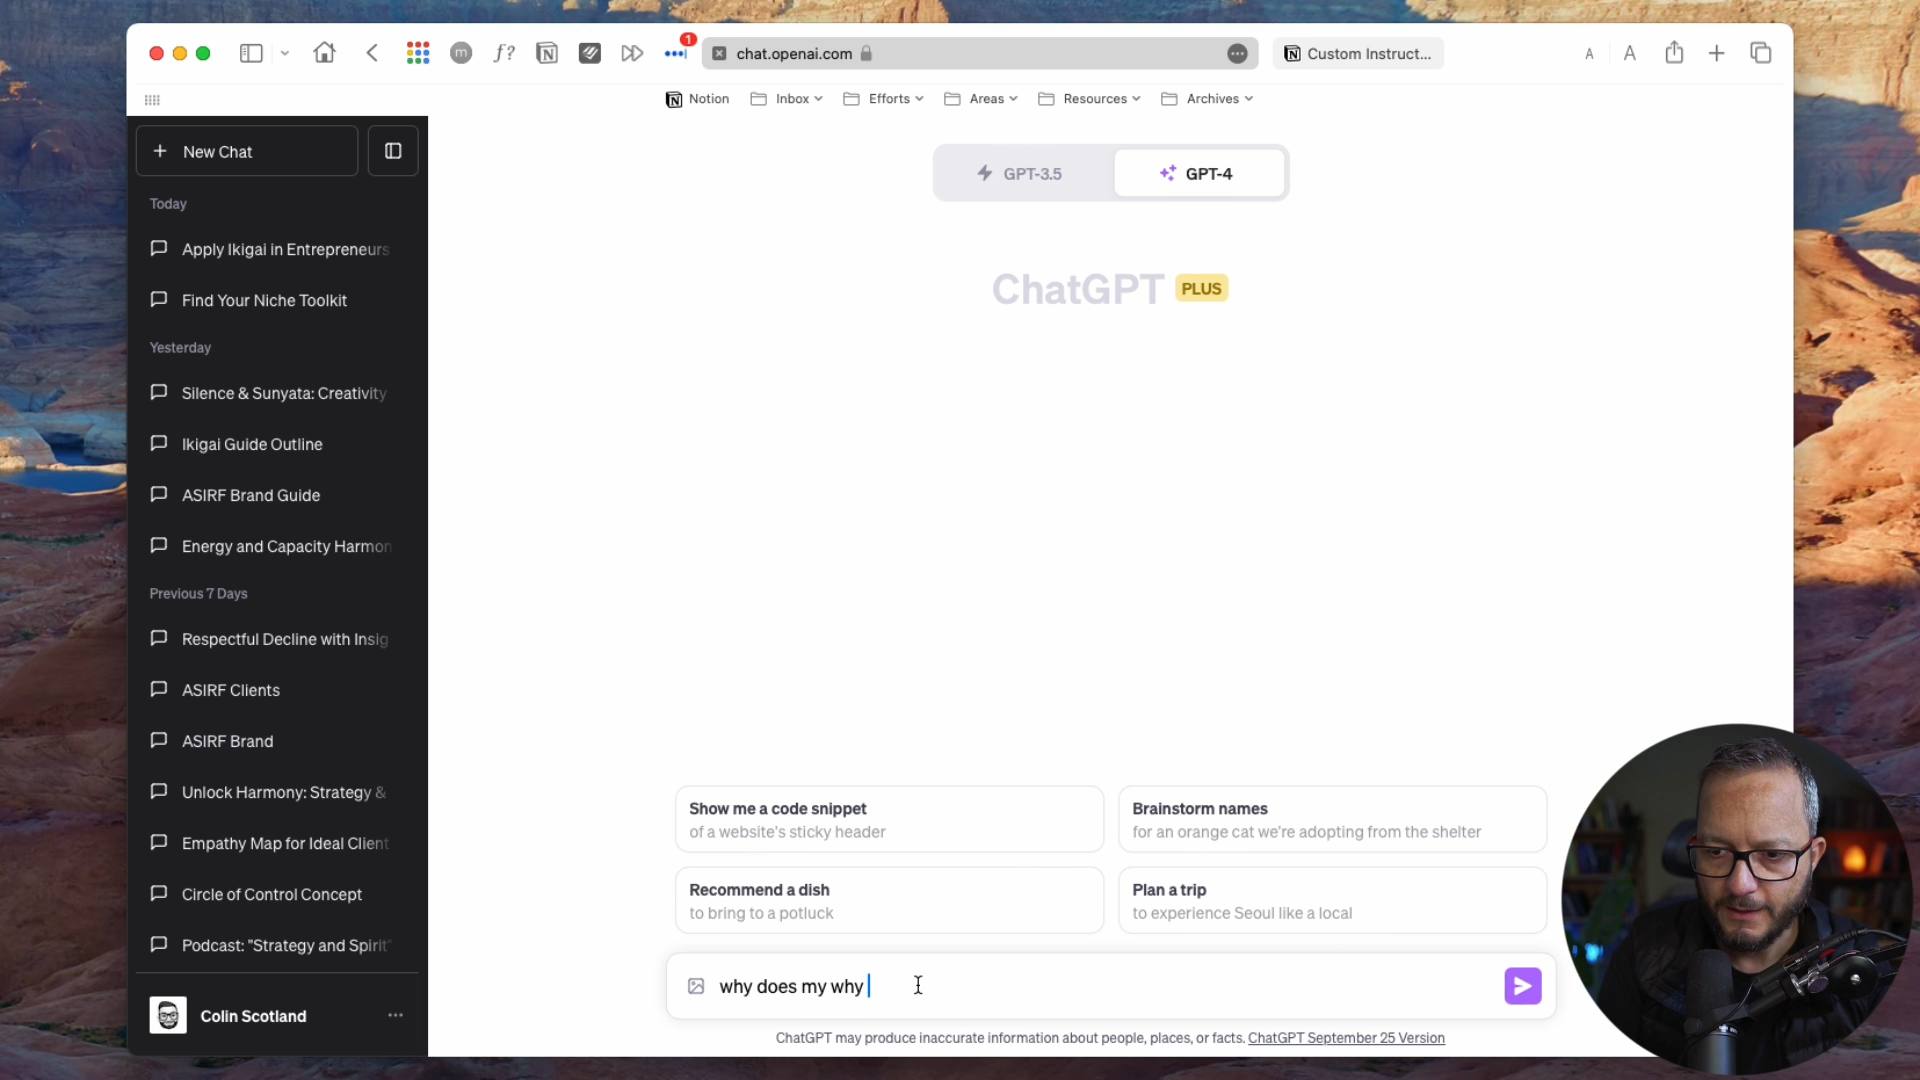 1
chat.openai.com
Custom Instruct...
A
A
m
f?
Notion
Inbox
Efforts
Areas
Resources
Archives
New Chat
Today
Apply Ikigai in Entrepreneurs
Find Your Niche Toolkit
Yesterday
Silence & Sunyata: Creativity
Ikigai Guide Outline
ASIRF Brand Guide
Energy and Capacity Harmon
Previous 7 Days
Respectful Decline with Insig
ASIRF Clients
ASIRF Brand
Unlock Harmony: Strategy &
Empathy Map for Ideal Client
Circle of Control Concept
Podcast: "Strategy and Spirit"
Colin Scotland
GPT-3.5
GPT-4
ChatGPT PLUS
Show me a code snippet
of a website's sticky header
Brainstorm names
for an orange cat we're adopting from the shelter
Recommend a dish
to bring to a potluck
Plan a trip
to experience Seoul like a local
why does my why
ChatGPT may produce inaccurate information about people, places, or facts. ChatGPT September 25 Version